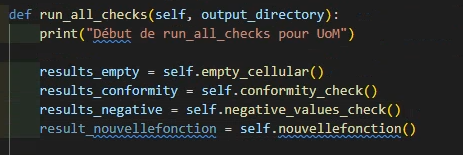 def run_all_checks(self, output_directory):
print("Début de run_all_checks pour UoM")
results_empty = self.empty_cellular()
results_conformity = self.conformity_check()
results_negative = self.negative_values_check()
result_nouvellefonction = self.nouvellefonction()